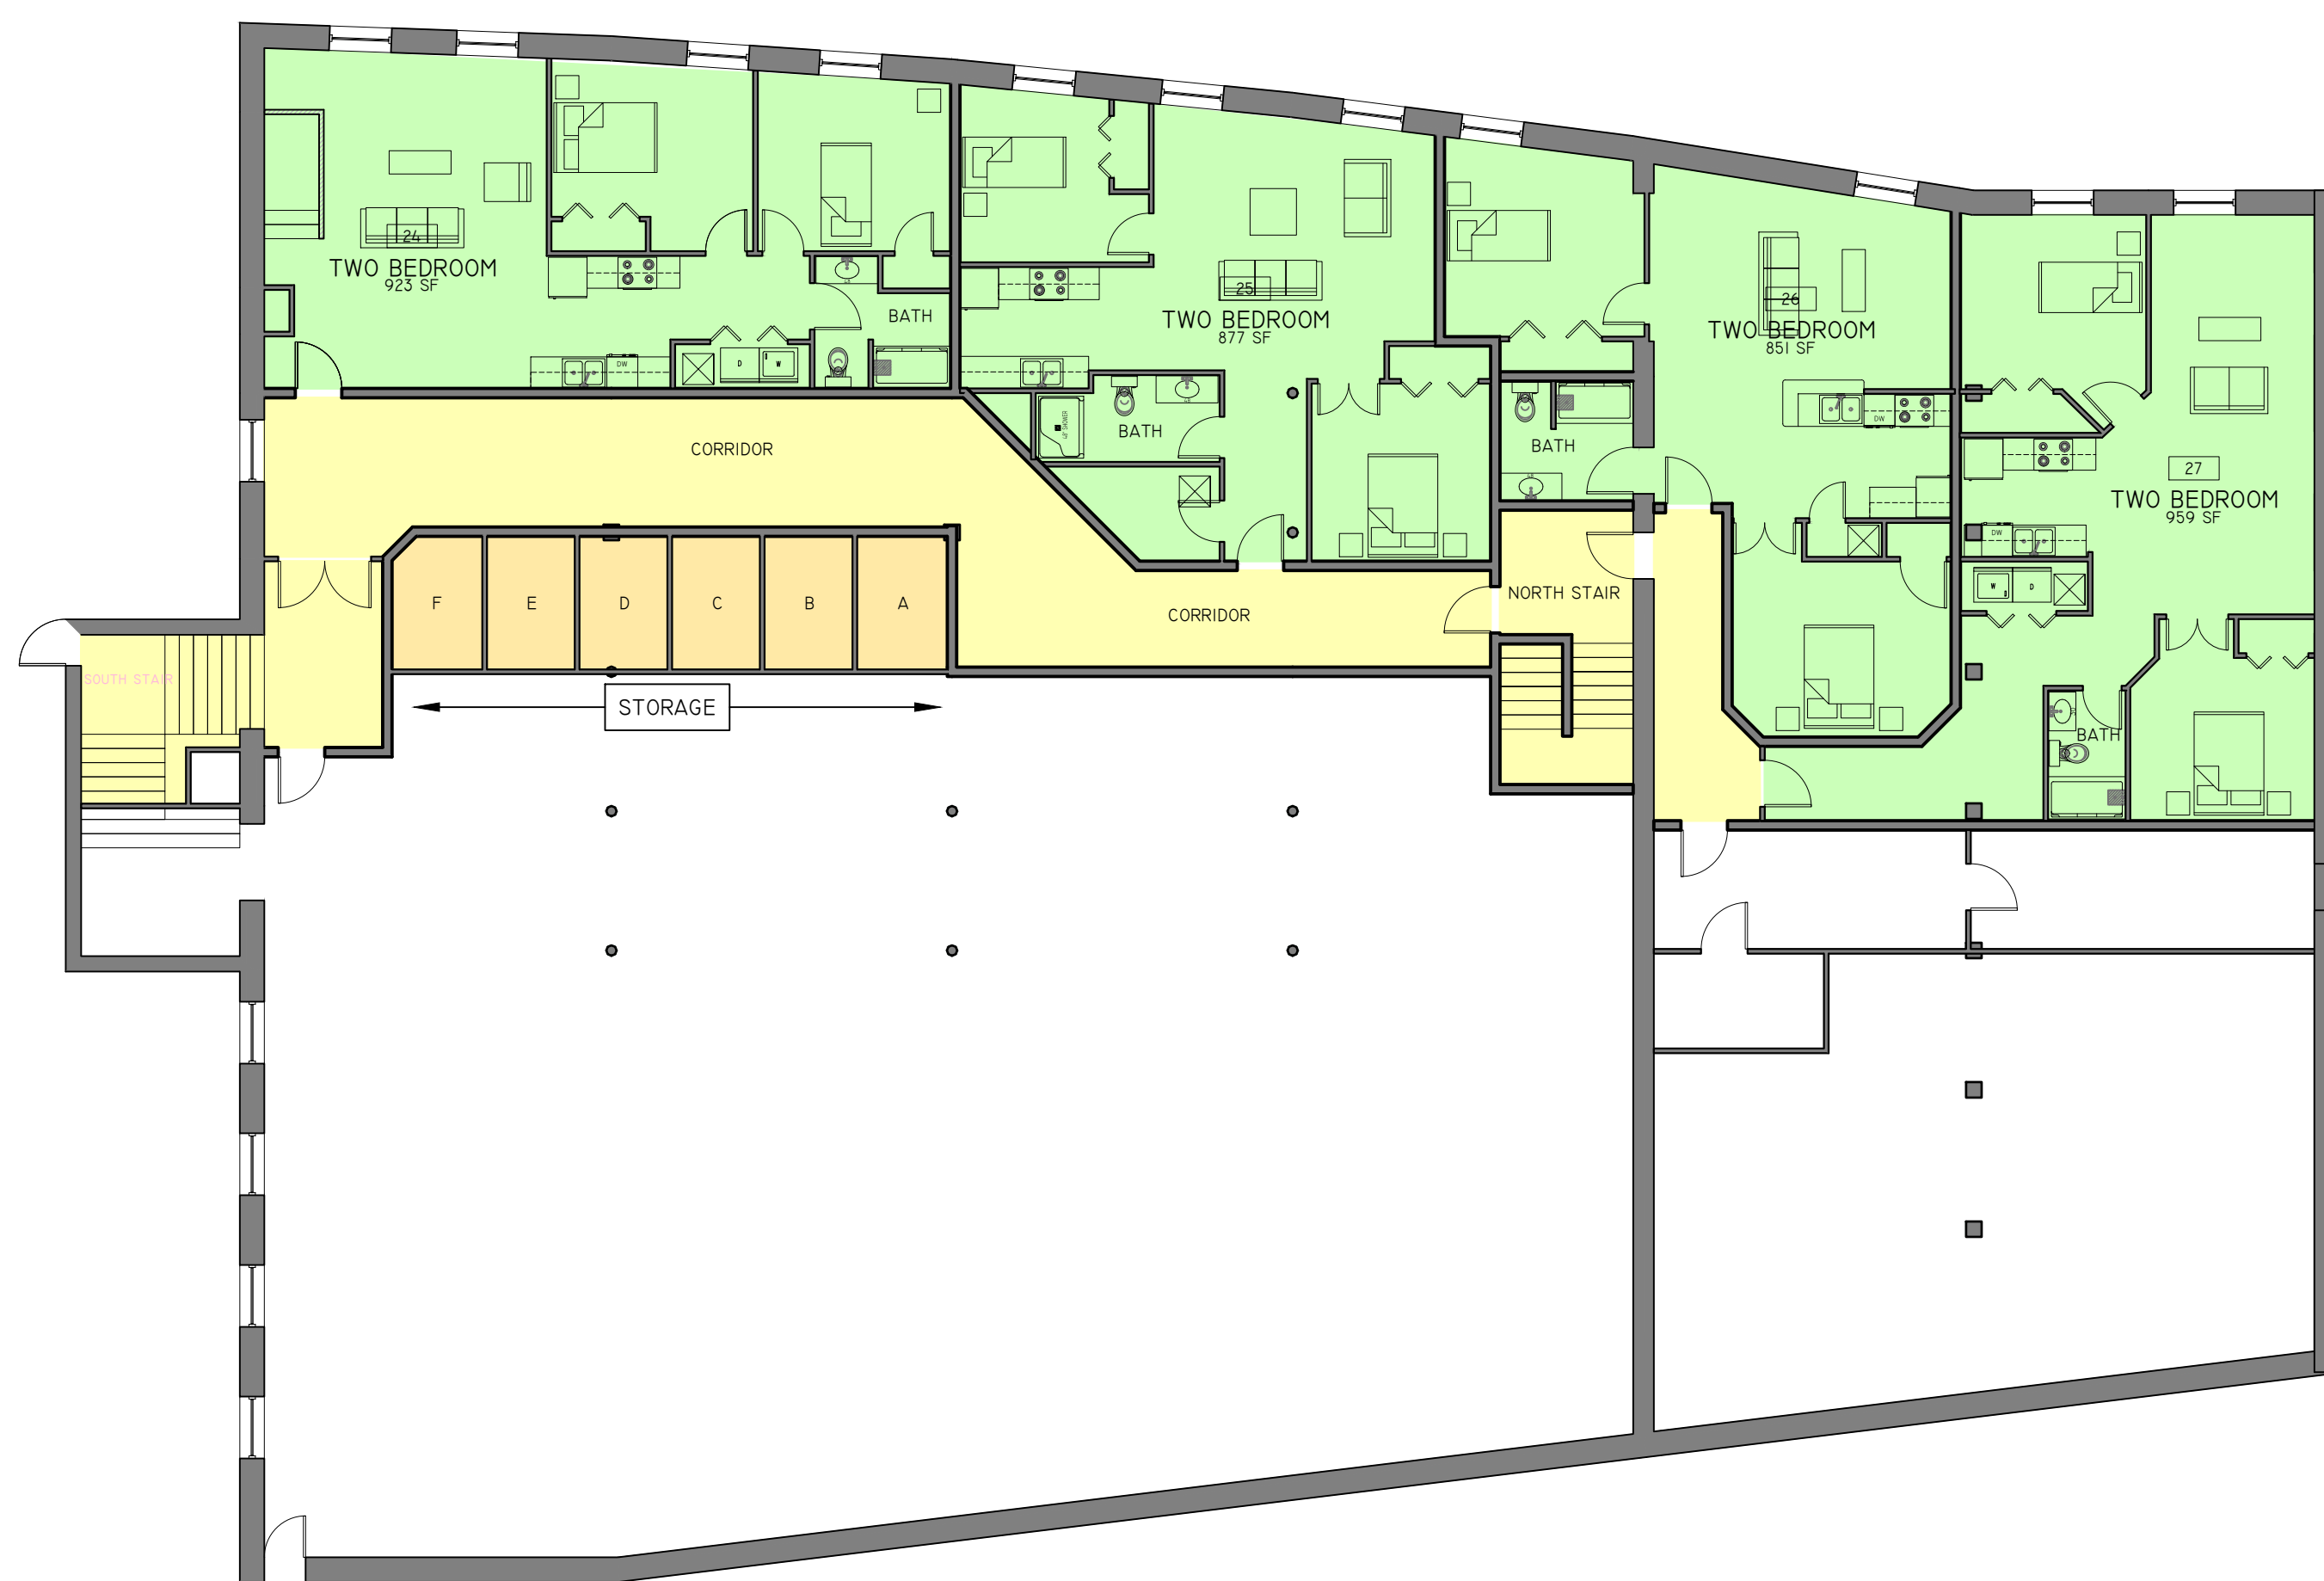 24
TWO BEDROOM
923 SF
BATH
D
W
DW
25
TWO BEDROOM
877 SF
BATH
26
TWO BEDROOM
851 SF
BATH
DW
27
TWO BEDROOM
959 SF
DW
W
D
BATH
CORRIDOR
F
E
D
C
B
A
STORAGE
CORRIDOR
NORTH STAIR
SOUTH STAIR